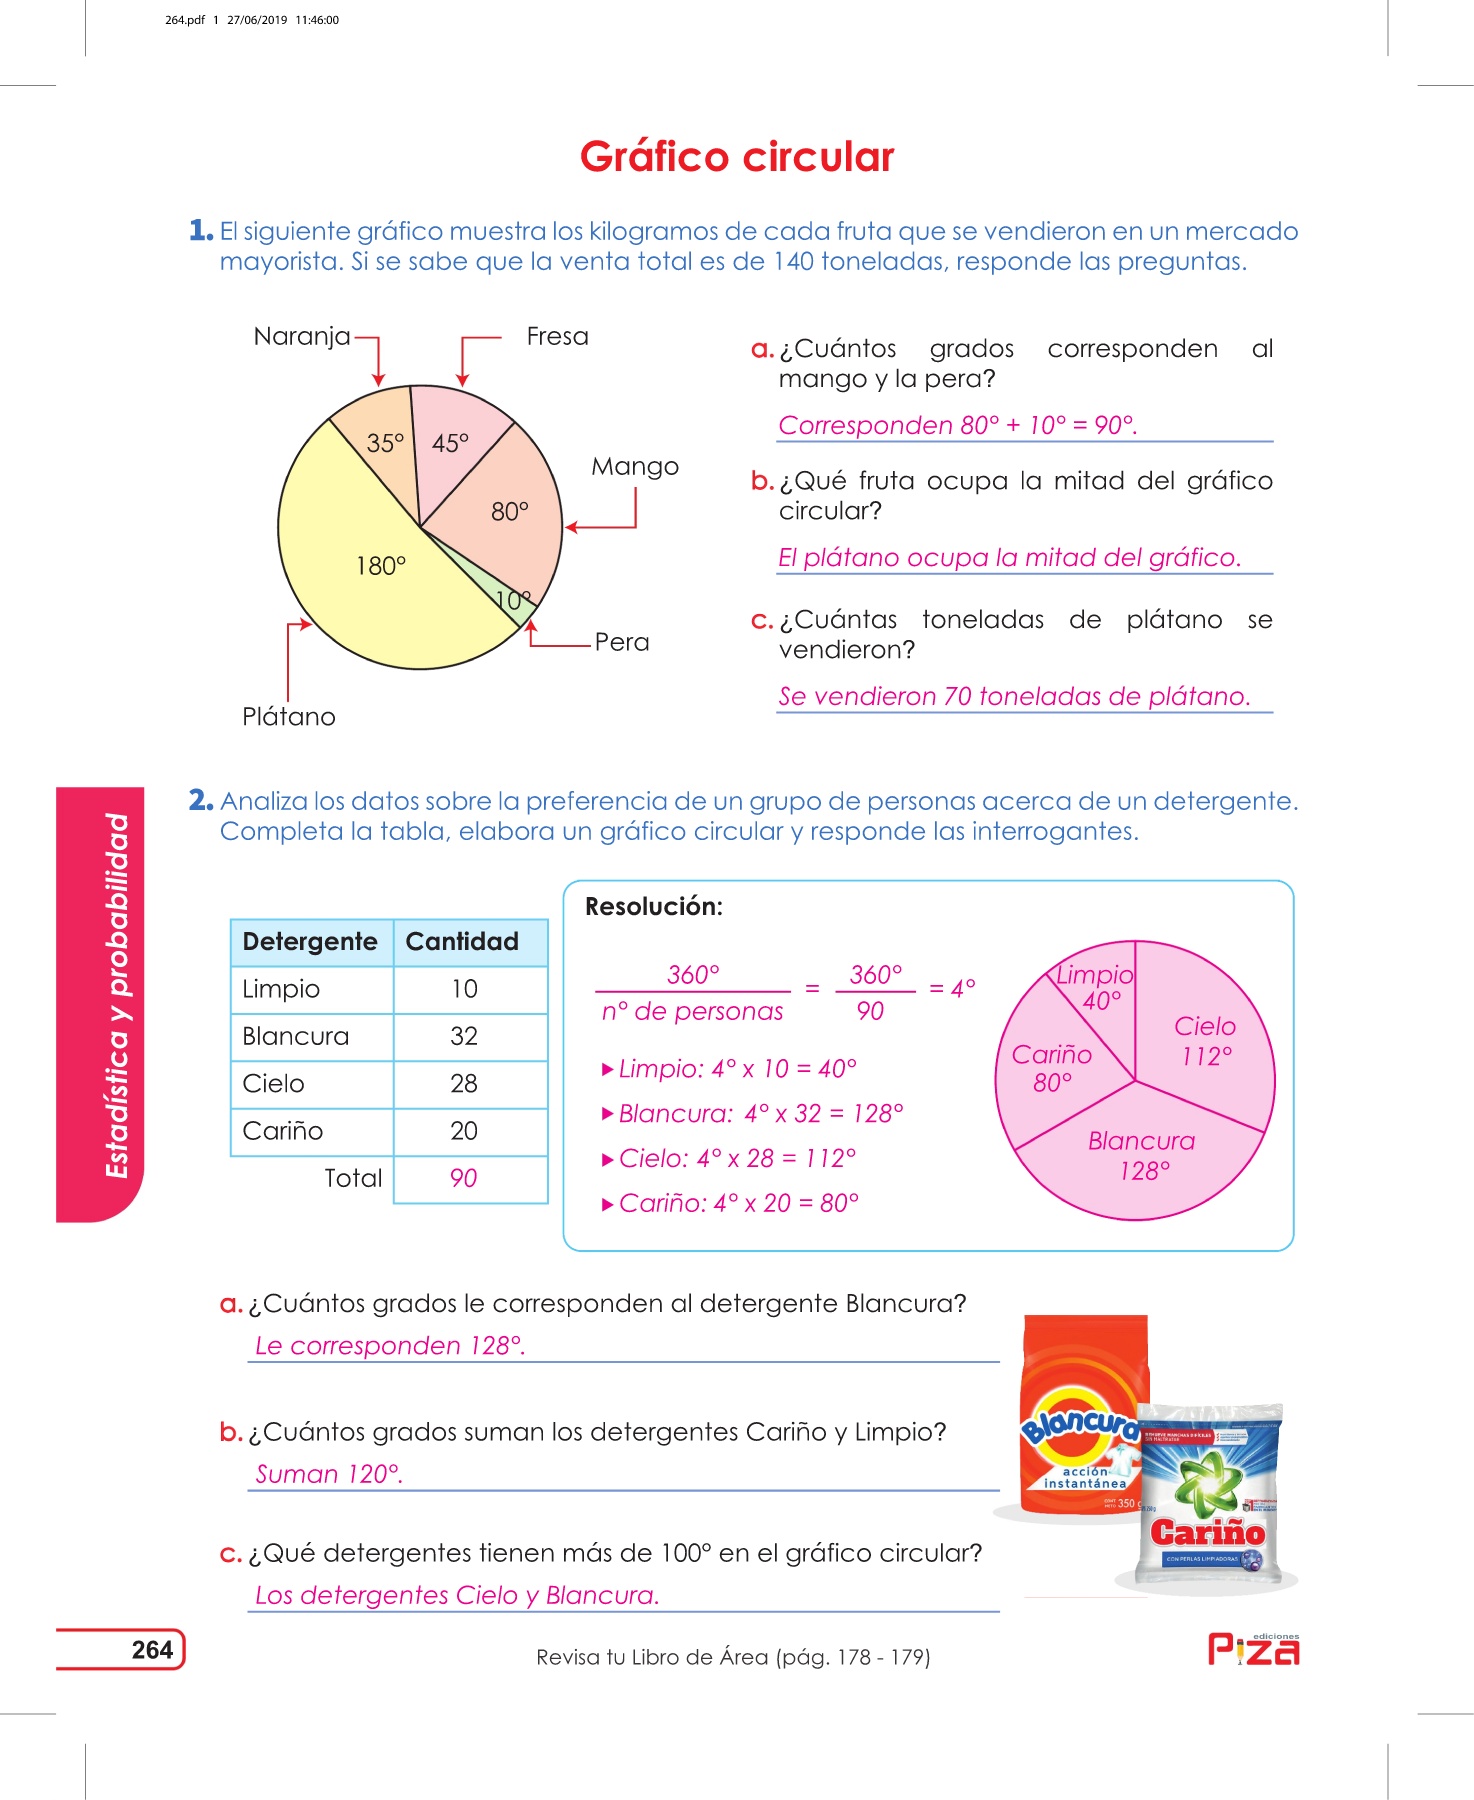 264.pdf 1 27/06/2019 11:46:00
Gráfico circular
1. El siguiente gráfico muestra los kilogramos de cada fruta que se vendieron en un mercado
mayorista. Si se sabe que la venta total es de 140 toneladas, responde las preguntas.
Naranja
Fresa
35°
45°
Mango
80°
180°
10°
Pera
Plátano
a. ¿Cuántos grados corresponden al
mango y la pera?
Corresponden 80° + 10° = 90°.
b. ¿Qué fruta ocupa la mitad del gráfico
circular?
El plátano ocupa la mitad del gráfico.
c. ¿Cuántas toneladas de plátano se
vendieron?
Se vendieron 70 toneladas de plátano.
Estadística y probabilidad
2. Analiza los datos sobre la preferencia de un grupo de personas acerca de un detergente.
Completa la tabla, elabora un gráfico circular y responde las interrogantes.
Detergente Cantidad
Limpio 10
Blancura 32
Cielo 28
Cariño 20
Total 90
Resolución:
360° / n° de personas = 360° / 90 = 4°
Limpio: 4° x 10 = 40°
Blancura: 4° x 32 = 128°
Cielo: 4° x 28 = 112°
Cariño: 4° x 20 = 80°
Limpio
40°
Cielo
112°
Cariño
80°
Blancura
128°
a. ¿Cuántos grados le corresponden al detergente Blancura?
Le corresponden 128°.
b. ¿Cuántos grados suman los detergentes Cariño y Limpio?
Suman 120°.
c. ¿Qué detergentes tienen más de 100° en el gráfico circular?
Los detergentes Cielo y Blancura.
Blancura
acción
instantánea
350 g
REMUEVE MANCHAS DIFÍCILES
SIN MALTRATAR
Cariño
CON PERLAS LIMPIADORAS
264
Revisa tu Libro de Área (pág. 178 - 179)
ediciones
Piza